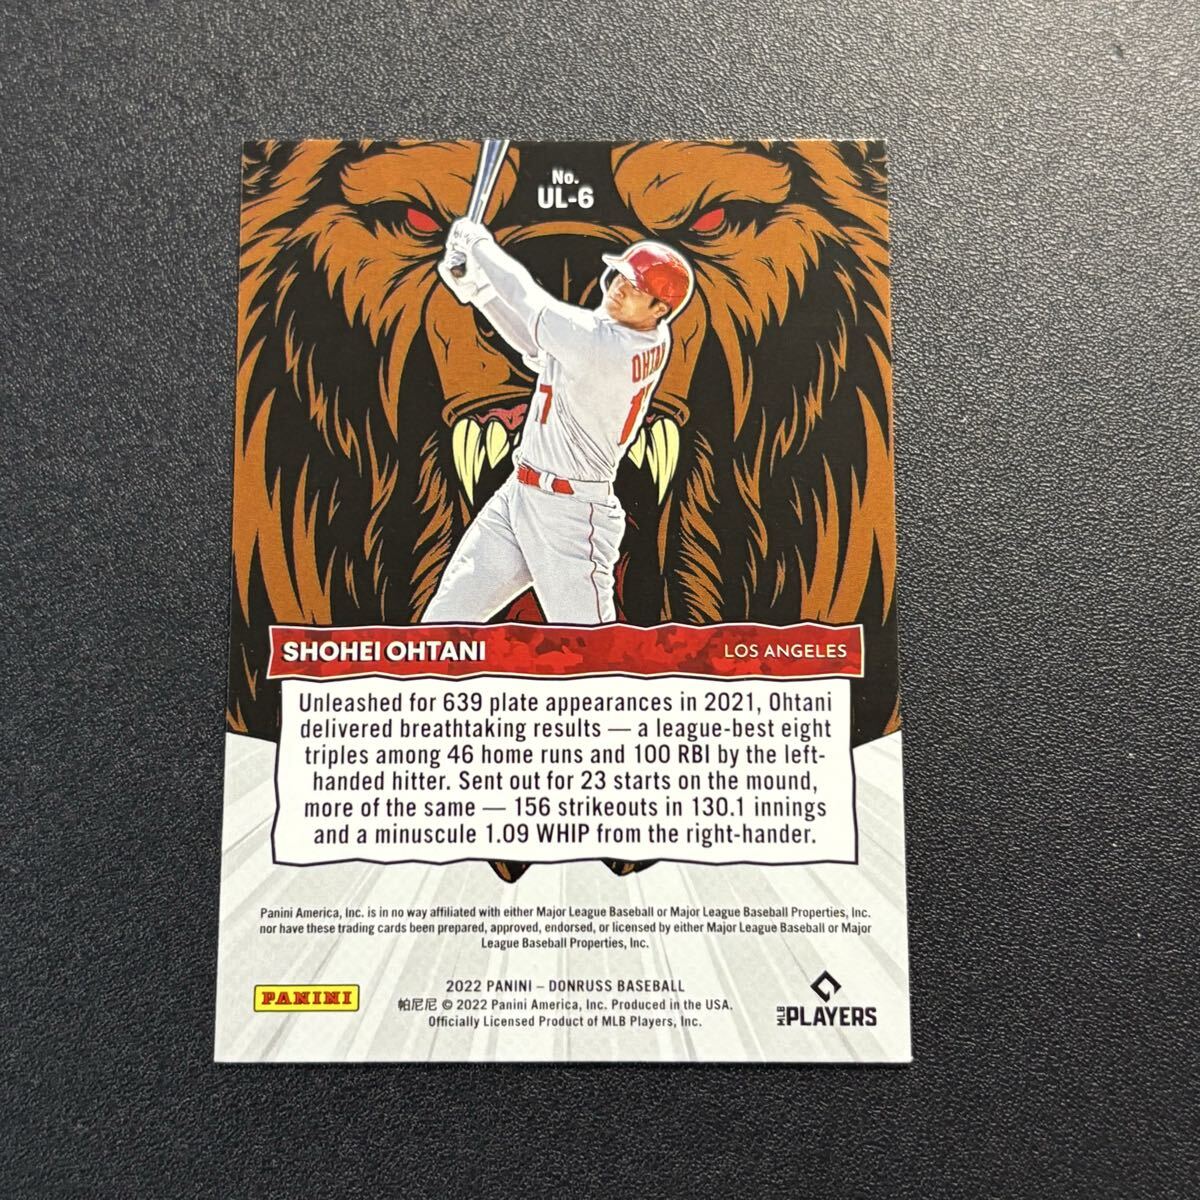 No.
UL-6
OHTANI
17
17
SHOHEI OHTANI
LOS ANGELES
Unleashed for 639 plate appearances in 2021, Ohtani
delivered breathtaking results — a league-best eight
triples among 46 home runs and 100 RBI by the left-
handed hitter. Sent out for 23 starts on the mound,
more of the same — 156 strikeouts in 130.1 innings
and a minuscule 1.09 WHIP from the right-hander.
Panini America, Inc. is in no way affiliated with either Major League Baseball or Major League Baseball Properties, Inc.
nor have these trading cards been prepared, approved, endorsed, or licensed by either Major League Baseball or Major
League Baseball Properties, Inc.
PANINI
2022 PANINI – DONRUSS BASEBALL
帕尼尼 © 2022 Panini America, Inc. Produced in the USA.
Officially Licensed Product of MLB Players, Inc.
MLB PLAYERS